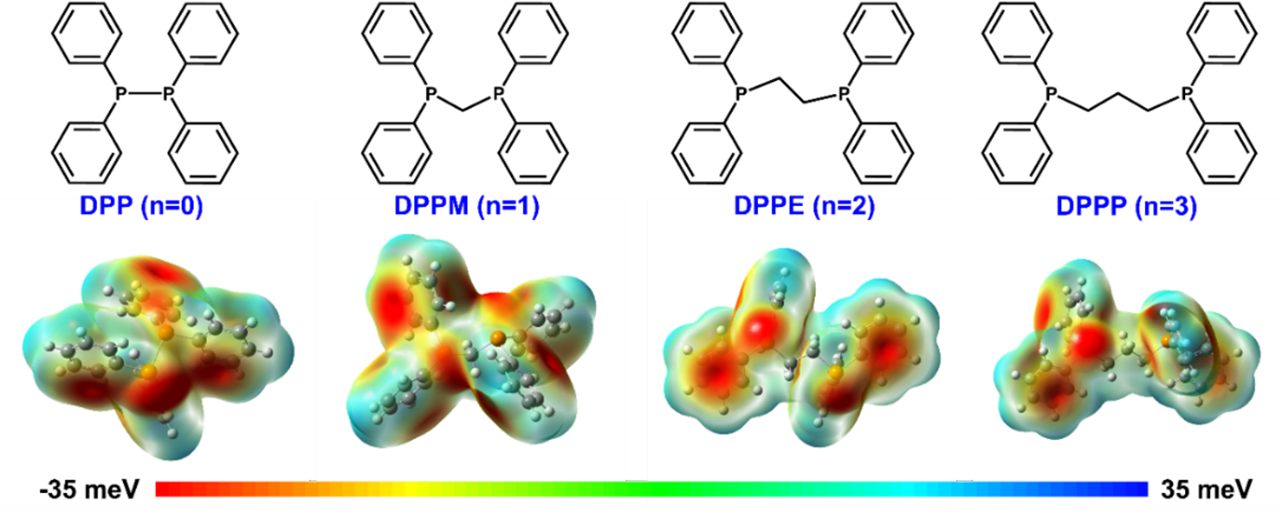 P P P P P P P P
DPP (n=0) DPPM (n=1) DPPE (n=2) DPPP (n=3)
-35 meV 35 meV